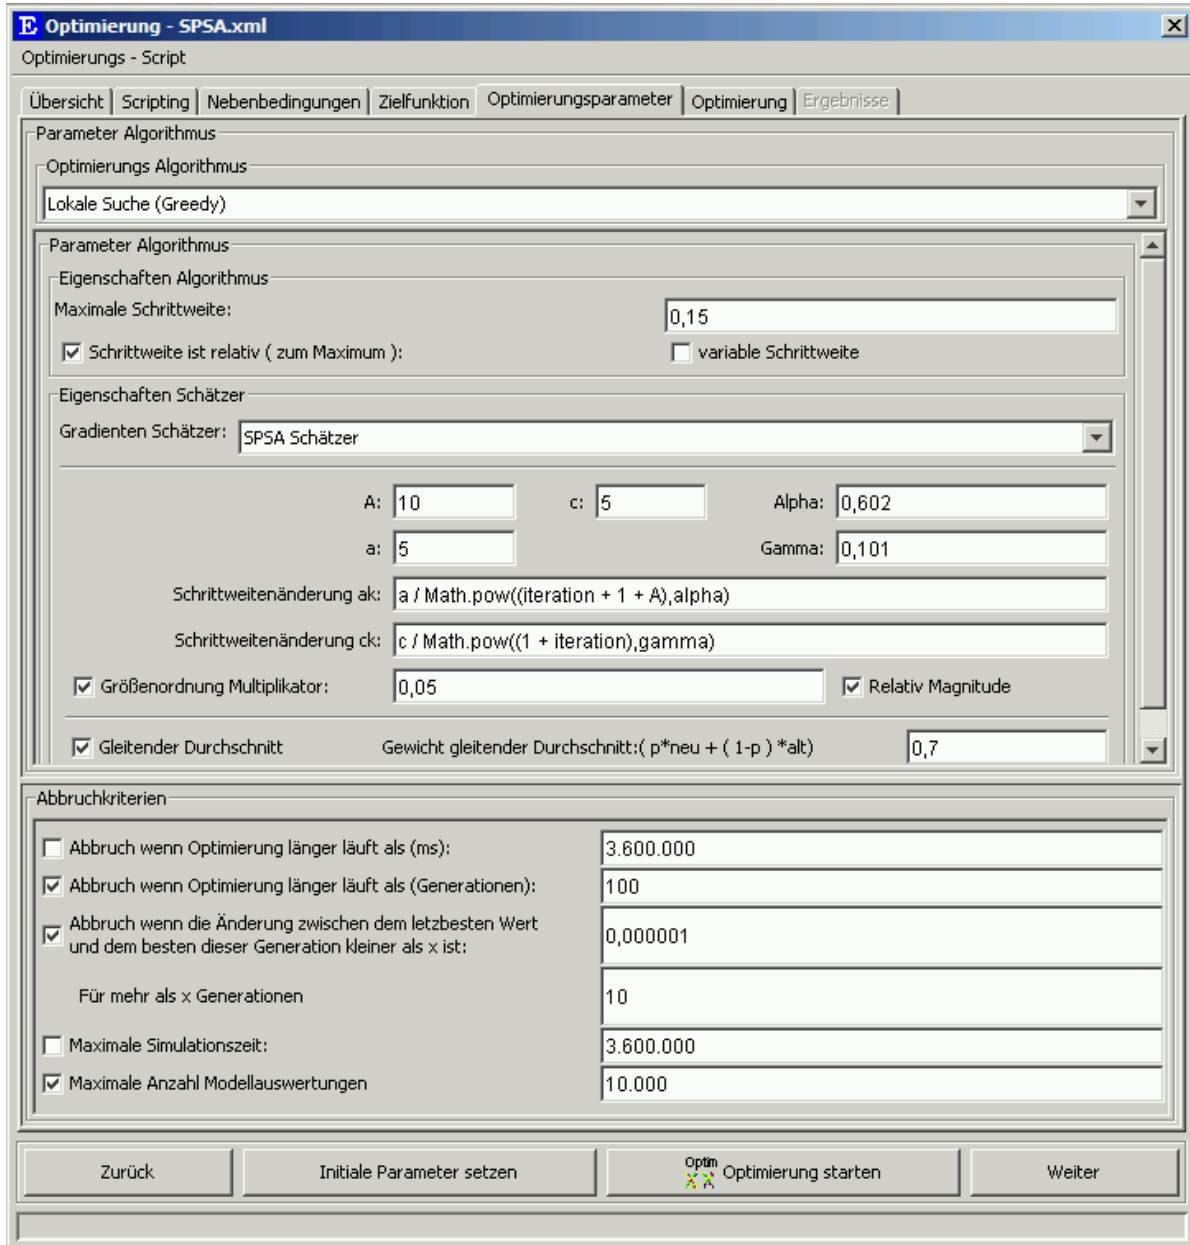 E Optimierung - SPSA.xml
Optimierungs - Script
Übersicht Scripting Nebenbedingungen Zielfunktion Optimierungsparameter Optimierung Ergebnisse
Parameter Algorithmus
Optimierungs Algorithmus
Lokale Suche (Greedy)
Parameter Algorithmus
Eigenschaften Algorithmus
Maximale Schrittweite: 0,15
Schrittweite ist relativ ( zum Maximum ): variable Schrittweite
Eigenschaften Schätzer
Gradienten Schätzer: SPSA Schätzer
A: 10 c: 5 Alpha: 0,602
a: 5 Gamma: 0,101
Schrittweitenänderung ak: a / Math.pow((iteration + 1 + A),alpha)
Schrittweitenänderung ck: c / Math.pow((1 + iteration),gamma)
Größenordnung Multiplikator: 0,05 Relativ Magnitude
Gleitender Durchschnitt Gewicht gleitender Durchschnitt:( p*neu + ( 1-p ) *alt) 0,7
Abbruchkriterien
Abbruch wenn Optimierung länger läuft als (ms): 3.600.000
Abbruch wenn Optimierung länger läuft als (Generationen): 100
Abbruch wenn die Änderung zwischen dem letzbesten Wert
und dem besten dieser Generation kleiner als x ist: 0,000001
Für mehr als x Generationen 10
Maximale Simulationszeit: 3.600.000
Maximale Anzahl Modellauswertungen 10.000
Zurück Initiale Parameter setzen Optim Optimierung starten Weiter